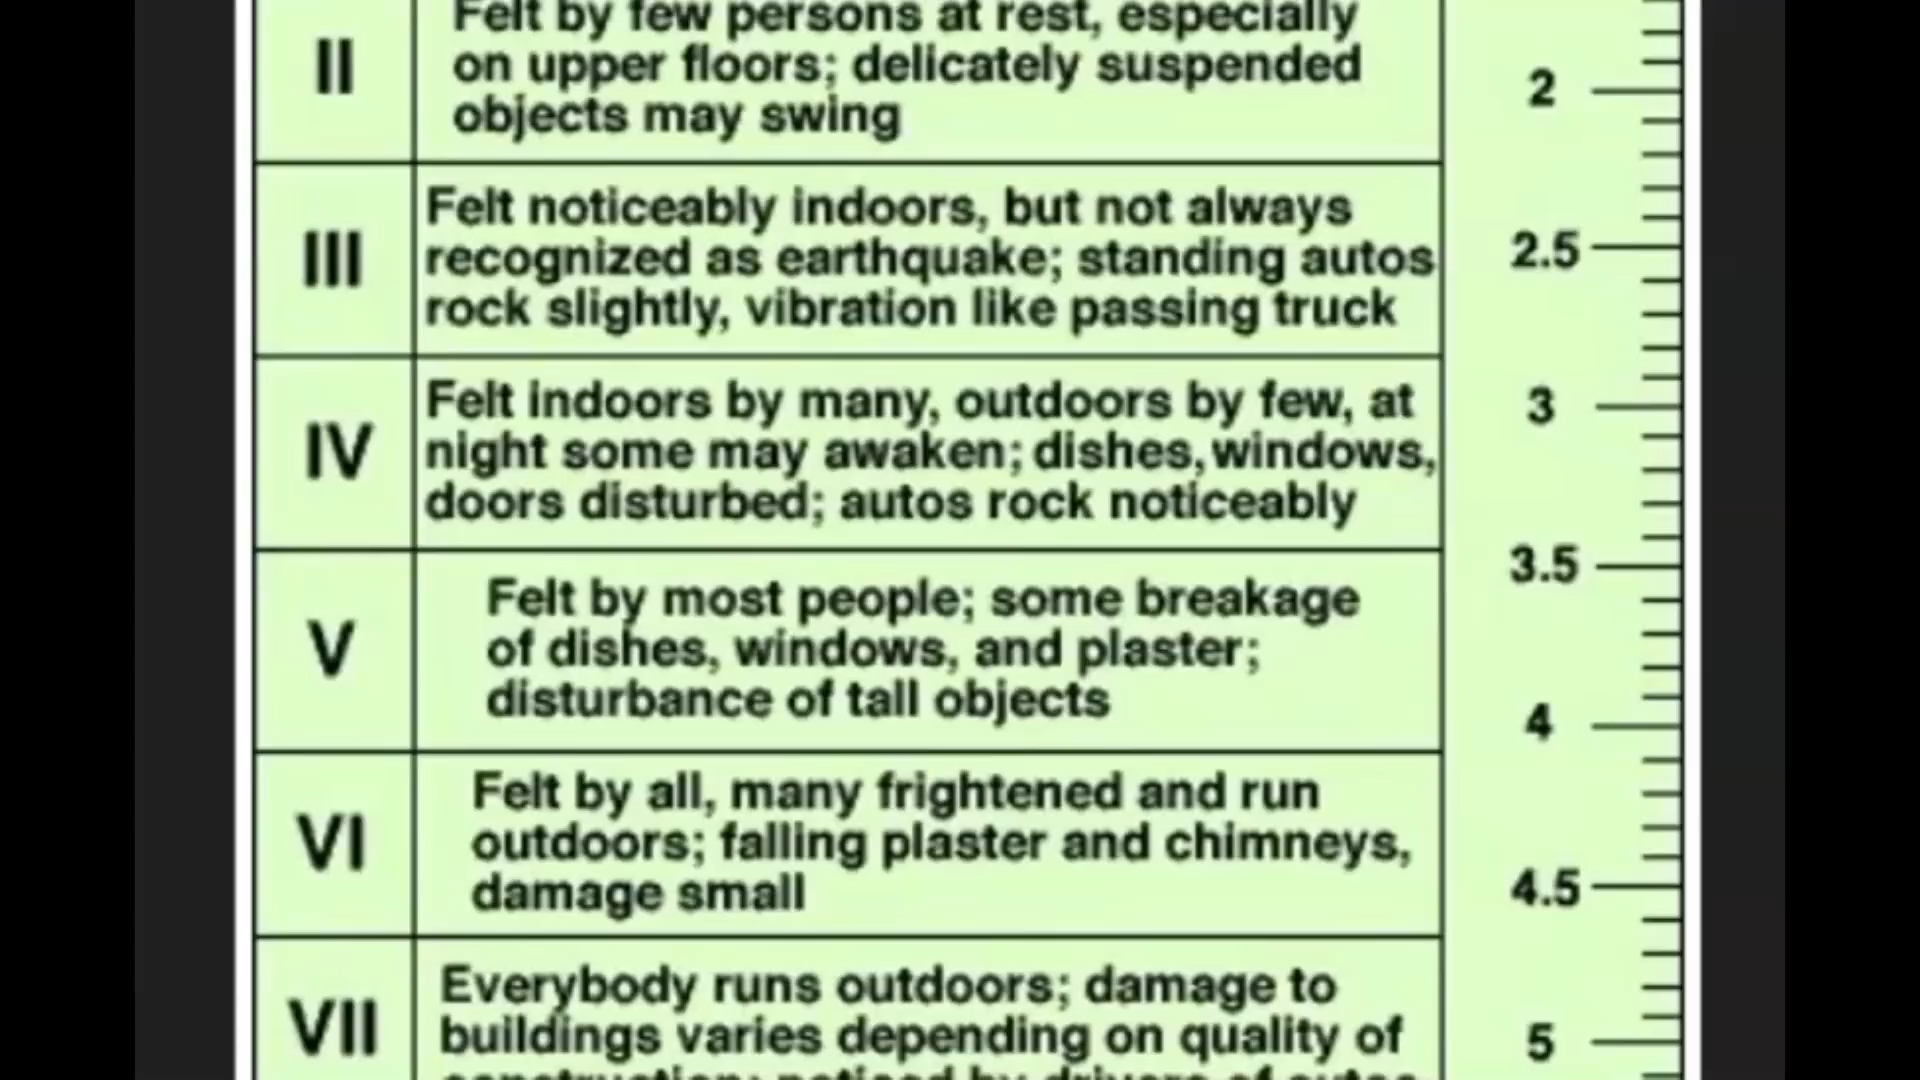 II
Felt by few persons at rest, especially
on upper floors; delicately suspended
objects may swing
2
III
Felt noticeably indoors, but not always
recognized as earthquake; standing autos
rock slightly, vibration like passing truck
2.5
IV
Felt indoors by many, outdoors by few, at
night some may awaken; dishes, windows,
doors disturbed; autos rock noticeably
3
3.5
V
Felt by most people; some breakage
of dishes, windows, and plaster;
disturbance of tall objects
4
VI
Felt by all, many frightened and run
outdoors; falling plaster and chimneys,
damage small
4.5
VII
Everybody runs outdoors; damage to
buildings varies depending on quality of
5